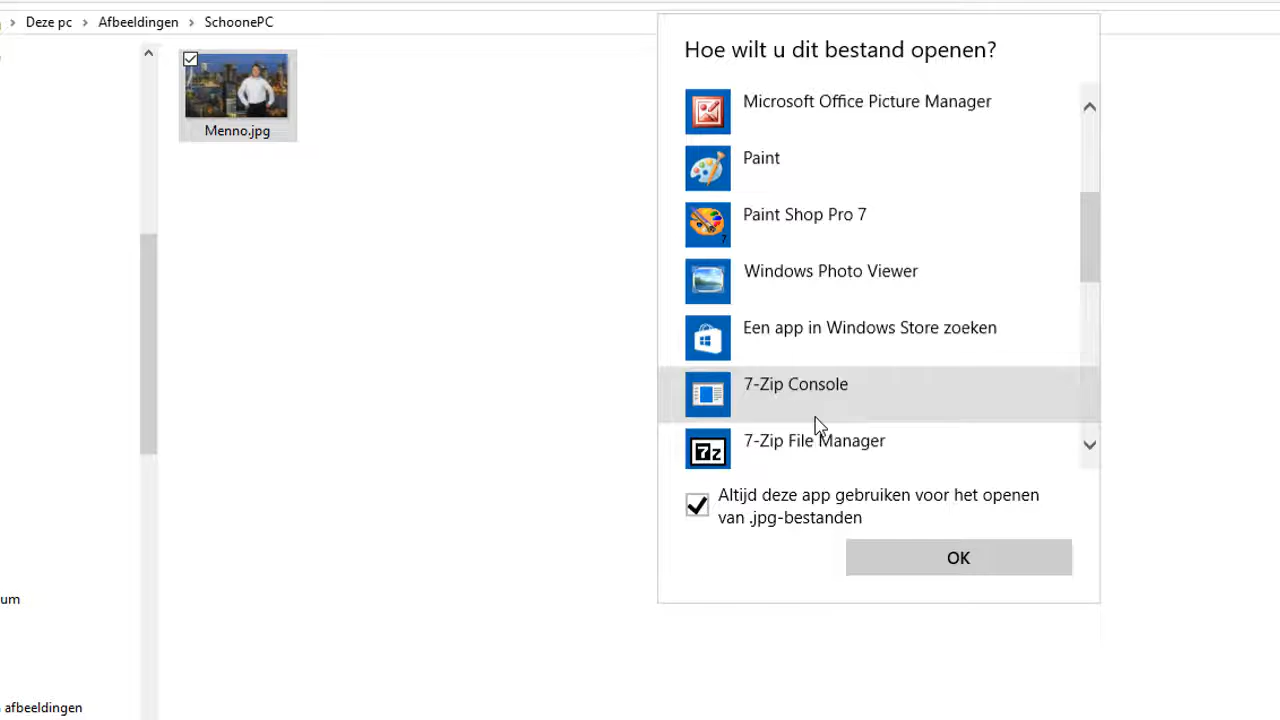 Deze pc
Afbeeldingen
SchoonePC
Menno.jpg
Hoe wilt u dit bestand openen?
Microsoft Office Picture Manager
Paint
Paint Shop Pro 7
Windows Photo Viewer
Een app in Windows Store zoeken
7-Zip Console
7-Zip File Manager
Altijd deze app gebruiken voor het openen
van .jpg-bestanden
OK
um
afbeeldingen